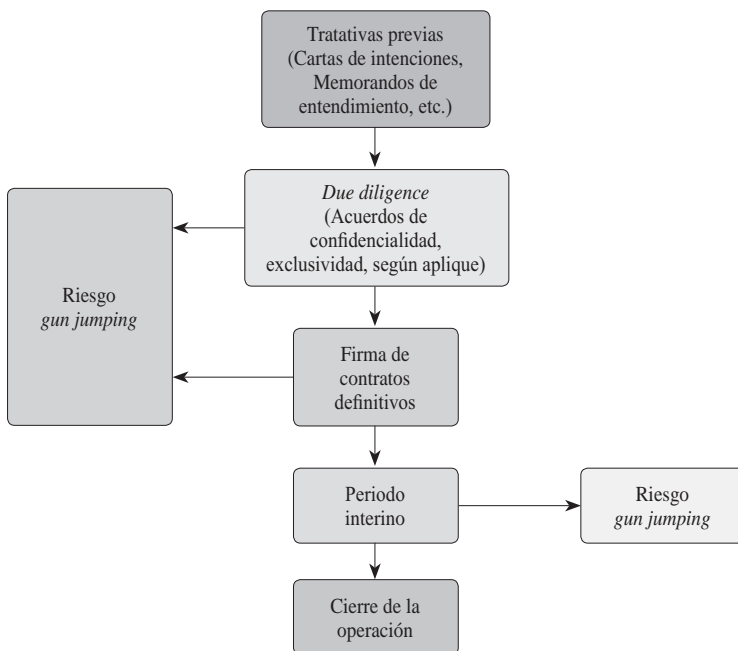 Tratativas previas
(Cartas de intenciones,
Memorandos de
entendimiento, etc.)
Due diligence
(Acuerdos de
confidencialidad,
exclusividad, según aplique)
Riesgo
gun jumping
Firma de
contratos
definitivos
Periodo
interino
Riesgo
gun jumping
Cierre de la
operación